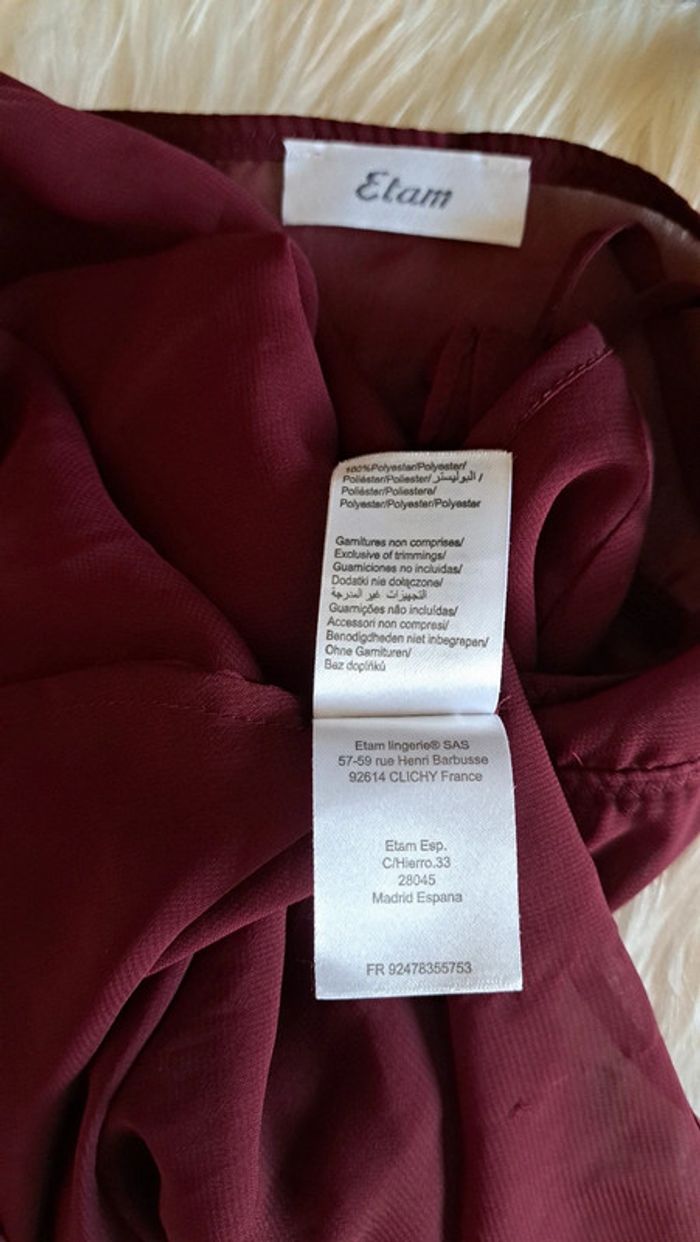 Etam
100%Polyester/Polyester/
Poliéster/Poliester/ البوليستر /
Poliéster/Poliestere/
Polyester/Polyester/Polyester
Garnitures non comprises/
Exclusive of trimmings/
Guarniciones no incluidas/
Dodatki nie dołączone/
التجهيزات غير المدرجة
Guarnições não incluídas/
Accessori non compresi/
Benodigdheden niet inbegrepen/
Ohne Garnituren/
Bez doplňků
Etam lingerie® SAS
57-59 rue Henri Barbusse
92614 CLICHY France
Etam Esp.
C/Hierro.33
28045
Madrid Espana
FR 92478355753